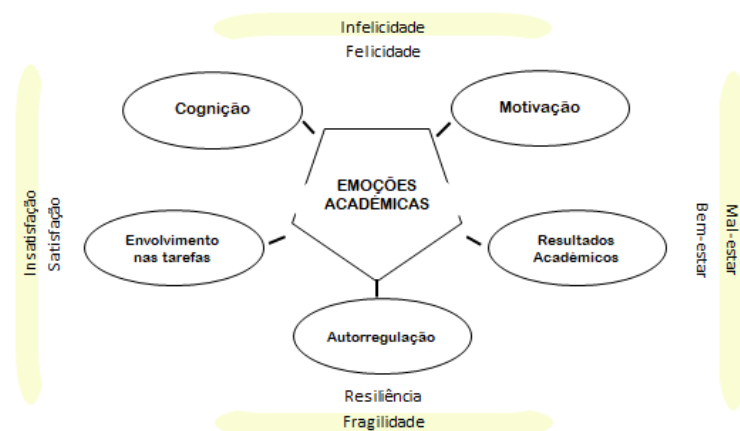 Infelicidade
Felicidade
Cognição
Motivação
EMOÇÕES
ACADÉMICAS
Insatisfação
Satisfação
Envolvimento
nas tarefas
Resultados
Académicos
Bem-estar
Mal-estar
Autorregulação
Resiliência
Fragilidade